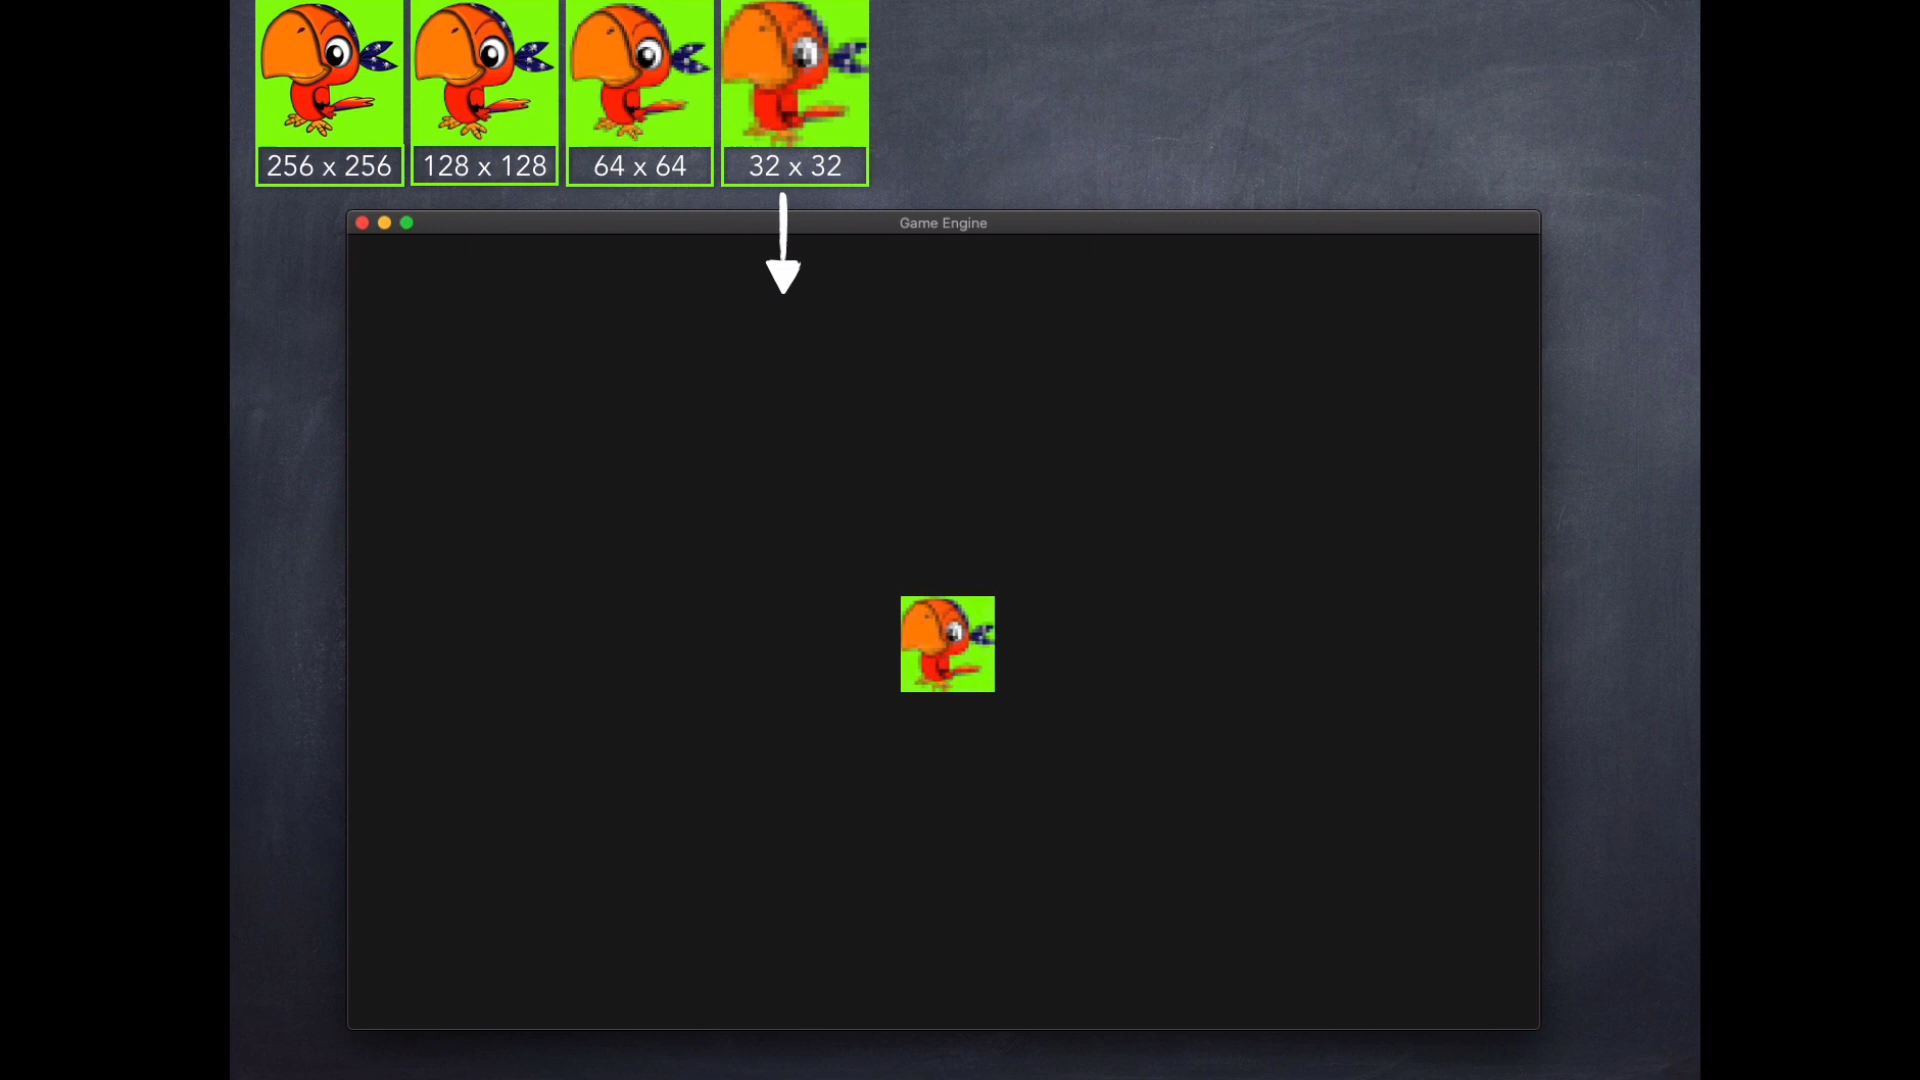 256 x 256
128 x 128
64 x 64
32 x 32
Game Engine